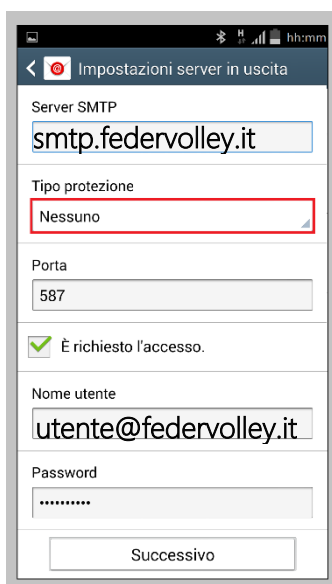 hh:mm
Impostazioni server in uscita
Server SMTP
smtp.federvolley.it
Tipo protezione
Nessuno
Porta
587
È richiesto l'accesso.
Nome utente
utente@federvolley.it
Password
••••••••••
Successivo